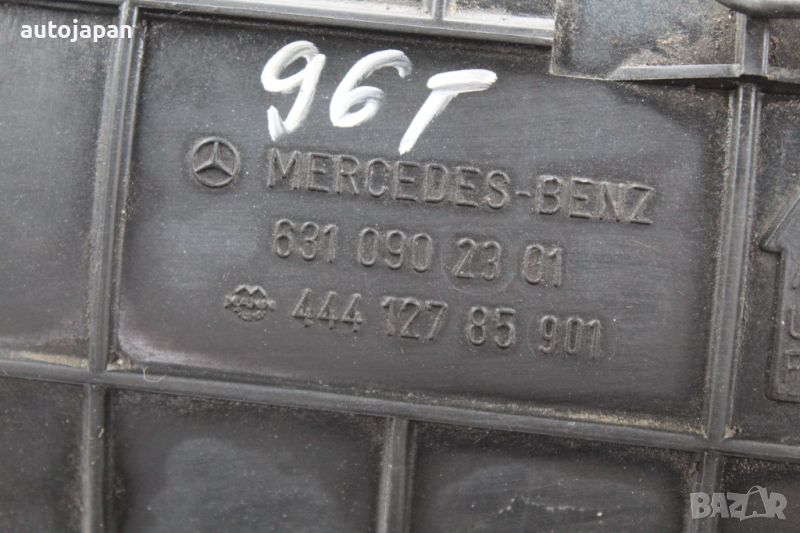 autojapan
96T
MERCEDES-BENZ
631 090 23 01
444 127 85 901
BAZAR